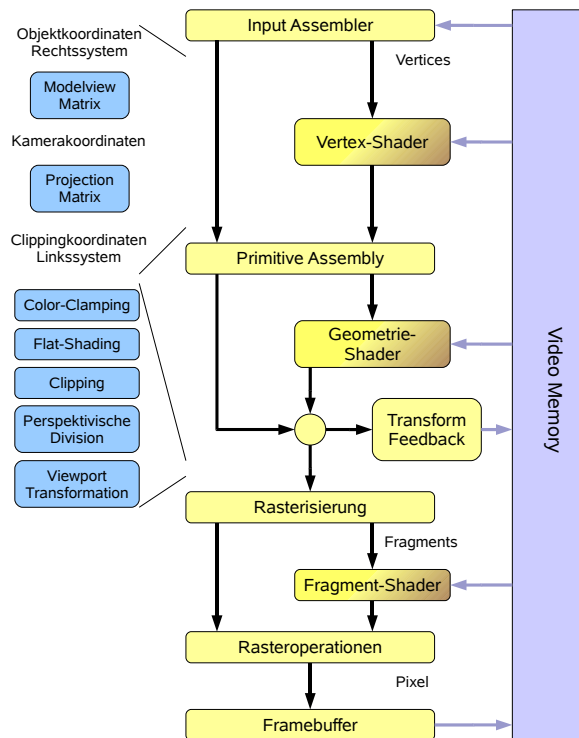 Objektkoordinaten
Rechtssystem
Modelview
Matrix
Kamerakoordinaten
Projection
Matrix
Clippingkoordinaten
Linkssystem
Color-Clamping
Flat-Shading
Clipping
Perspektivische
Division
Viewport
Transformation
Input Assembler
Vertices
Vertex-Shader
Primitive Assembly
Geometrie-
Shader
Transform
Feedback
Rasterisierung
Fragments
Fragment-Shader
Rasteroperationen
Pixel
Framebuffer
Video Memory